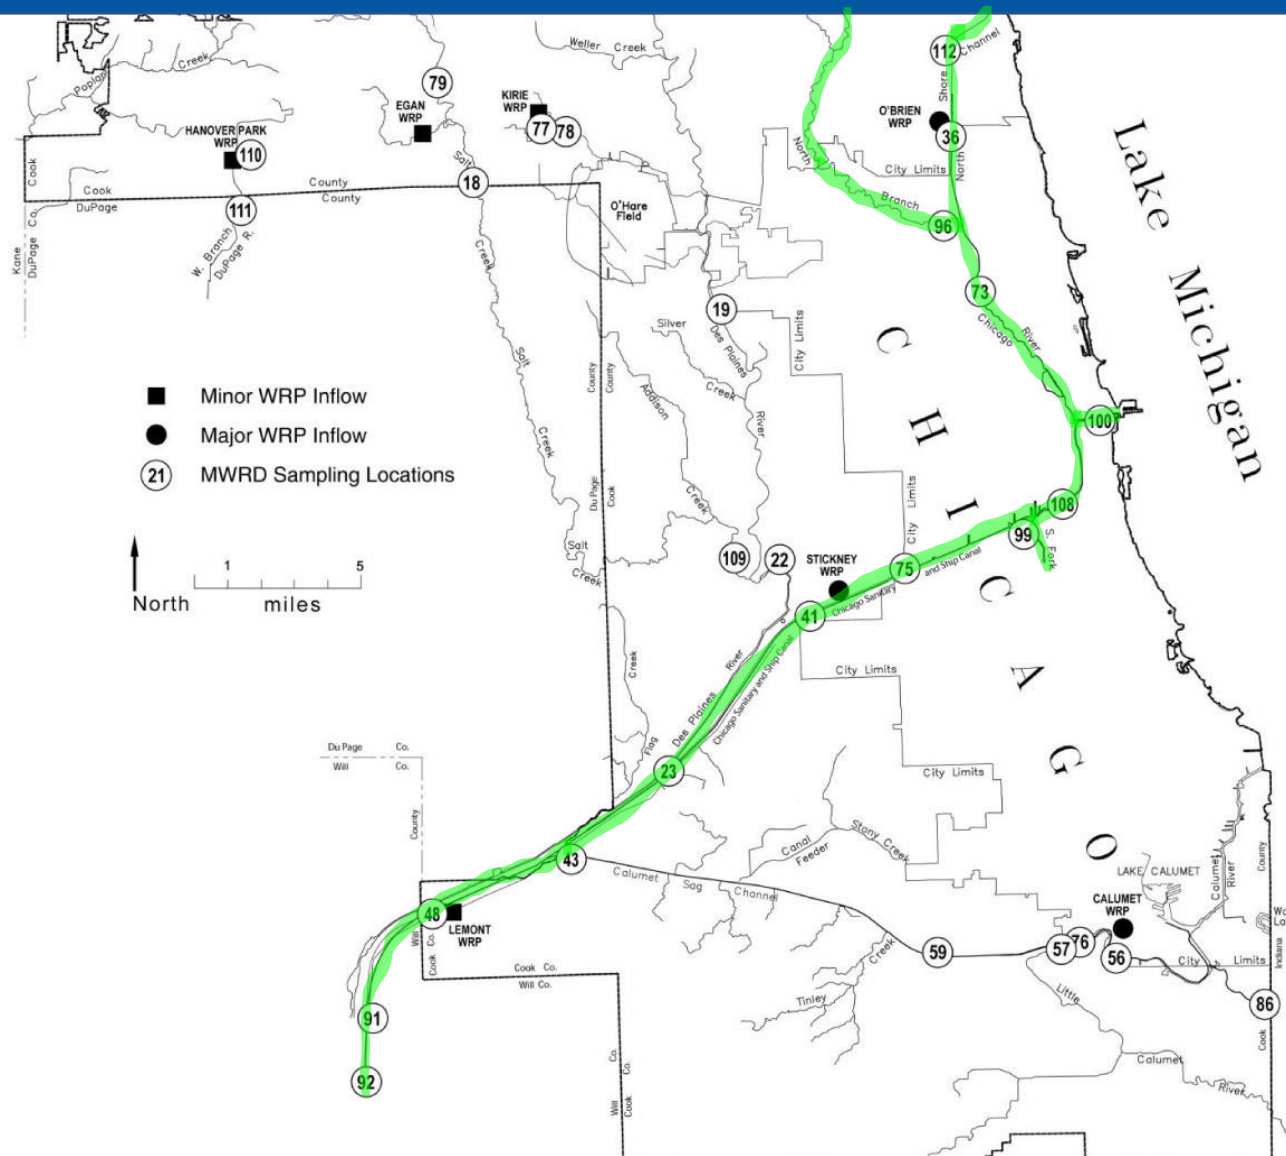 Weller Creek
112
Channel
Poplar
Creek
79
Shore
EGAN
WRP
KIRIE
WRP
O'BRIEN
WRP
77
78
36
HANOVER PARK
WRP
110
North
North
City Limits
Salt
Cook
18
County
County
Cook
DuPage
Branch
O'Hare
Field
111
96
W. Branch
DuPage R.
Kane
DuPage Co.
Creek
Lake Michigan
73
19
Silver
Des Plaines
City Limits
Chicago
River
Salt
Creek
County
County
Addison
Creek
River
100
Minor WRP Inflow
Major WRP Inflow
21
MWRD Sampling Locations
Creek
Du Page
Cook
City Limits
108
99
S. Fork
Salt
Creek
109
22
STICKNEY
WRP
75
Chicago Sanitary and Ship Canal
41
1
5
North
miles
CHICAGO
Creek
River
Des Plaines
Chicago Sanitary and Ship Canal
City Limits
Flag
23
Du Page Co.
Will Co.
City Limits
County
Stony Creek
Canal
Feeder
43
Calumet Sag Channel
LAKE CALUMET
Calumet
River
County
48
LEMONT
WRP
CALUMET
WRP
Will
Cook Co.
59
57
76
56
City Limits
Indiana
Creek
Cook Co.
Will Co.
Tinley
Little
86
91
Cook
92
Calumet
River
Co.
Co.
Will
Cook